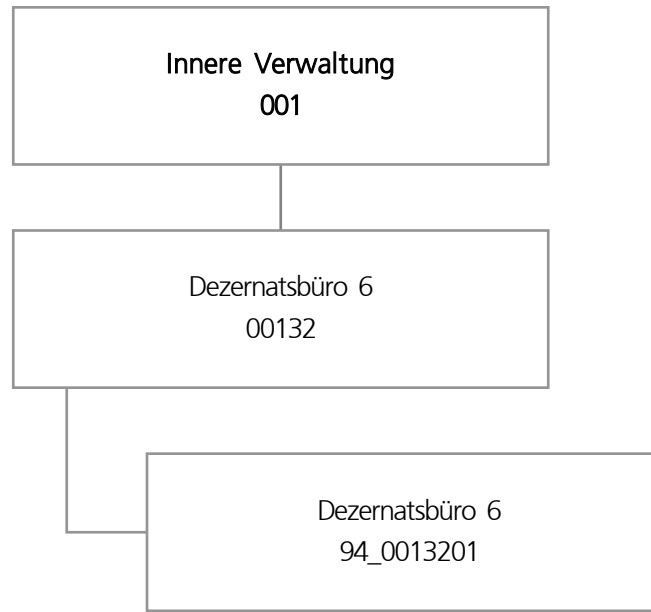 Innere Verwaltung
001
Dezernatsbüro 6
00132
Dezernatsbüro 6
94_0013201